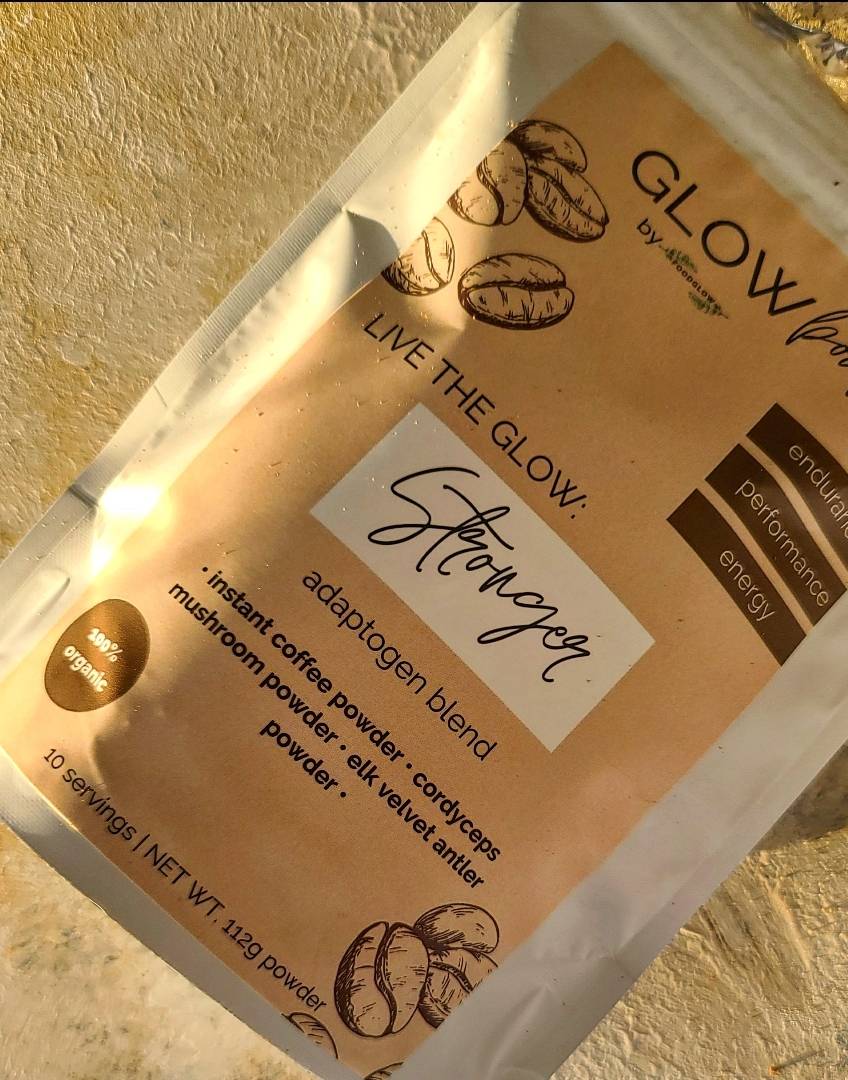 GLOW
by
FOODGLOW
LIVE THE GLOW:
Stronger
endurance
performance
energy
adaptogen blend
• instant coffee powder • cordyceps
mushroom powder • elk velvet antler
powder •
100%
organic
10 servings | NET WT. 112g powder